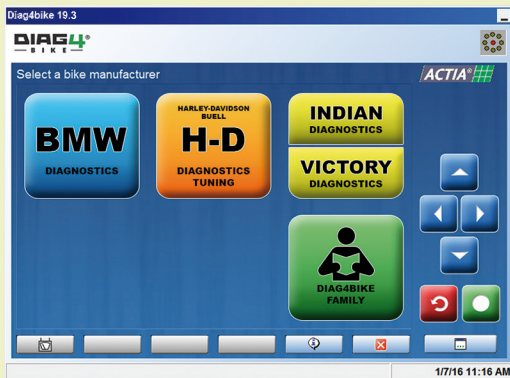 Diag4bike 19.3
DIAG4®
BIKE
Select a bike manufacturer
ACTIA®
BMW
DIAGNOSTICS
HARLEY-DAVIDSON
BUELL
H-D
DIAGNOSTICS
TUNING
INDIAN
DIAGNOSTICS
VICTORY
DIAGNOSTICS
DIAG4BIKE
FAMILY
...
1/7/16 11:16 AM